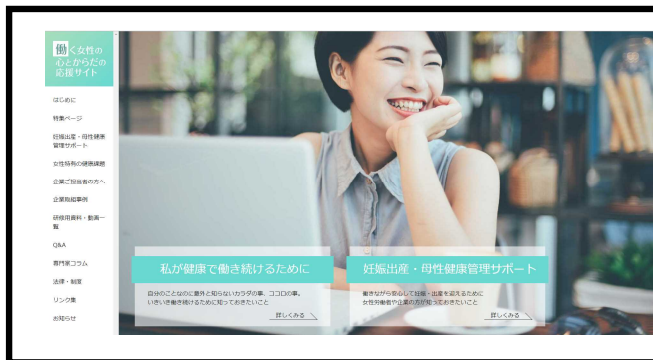 働く女性の
心とからだの
応援サイト
はじめに
特集ページ
妊娠出産・母性健康
管理サポート
女性特有の健康課題
企業ご担当者の方へ
企業取組事例
研修用資料・動画一
覧
Q&A
専門家コラム
法律・制度
リンク集
お知らせ
私が健康で働き続けるために
自分のことなのに意外と知らないカラダの事、ココロの事。
いきいき働き続けるために知っておきたいこと
詳しくみる
妊娠出産・母性健康管理サポート
働きながら安心して妊娠・出産を迎えるために
女性労働者や企業の方が知っておきたいこと
詳しくみる